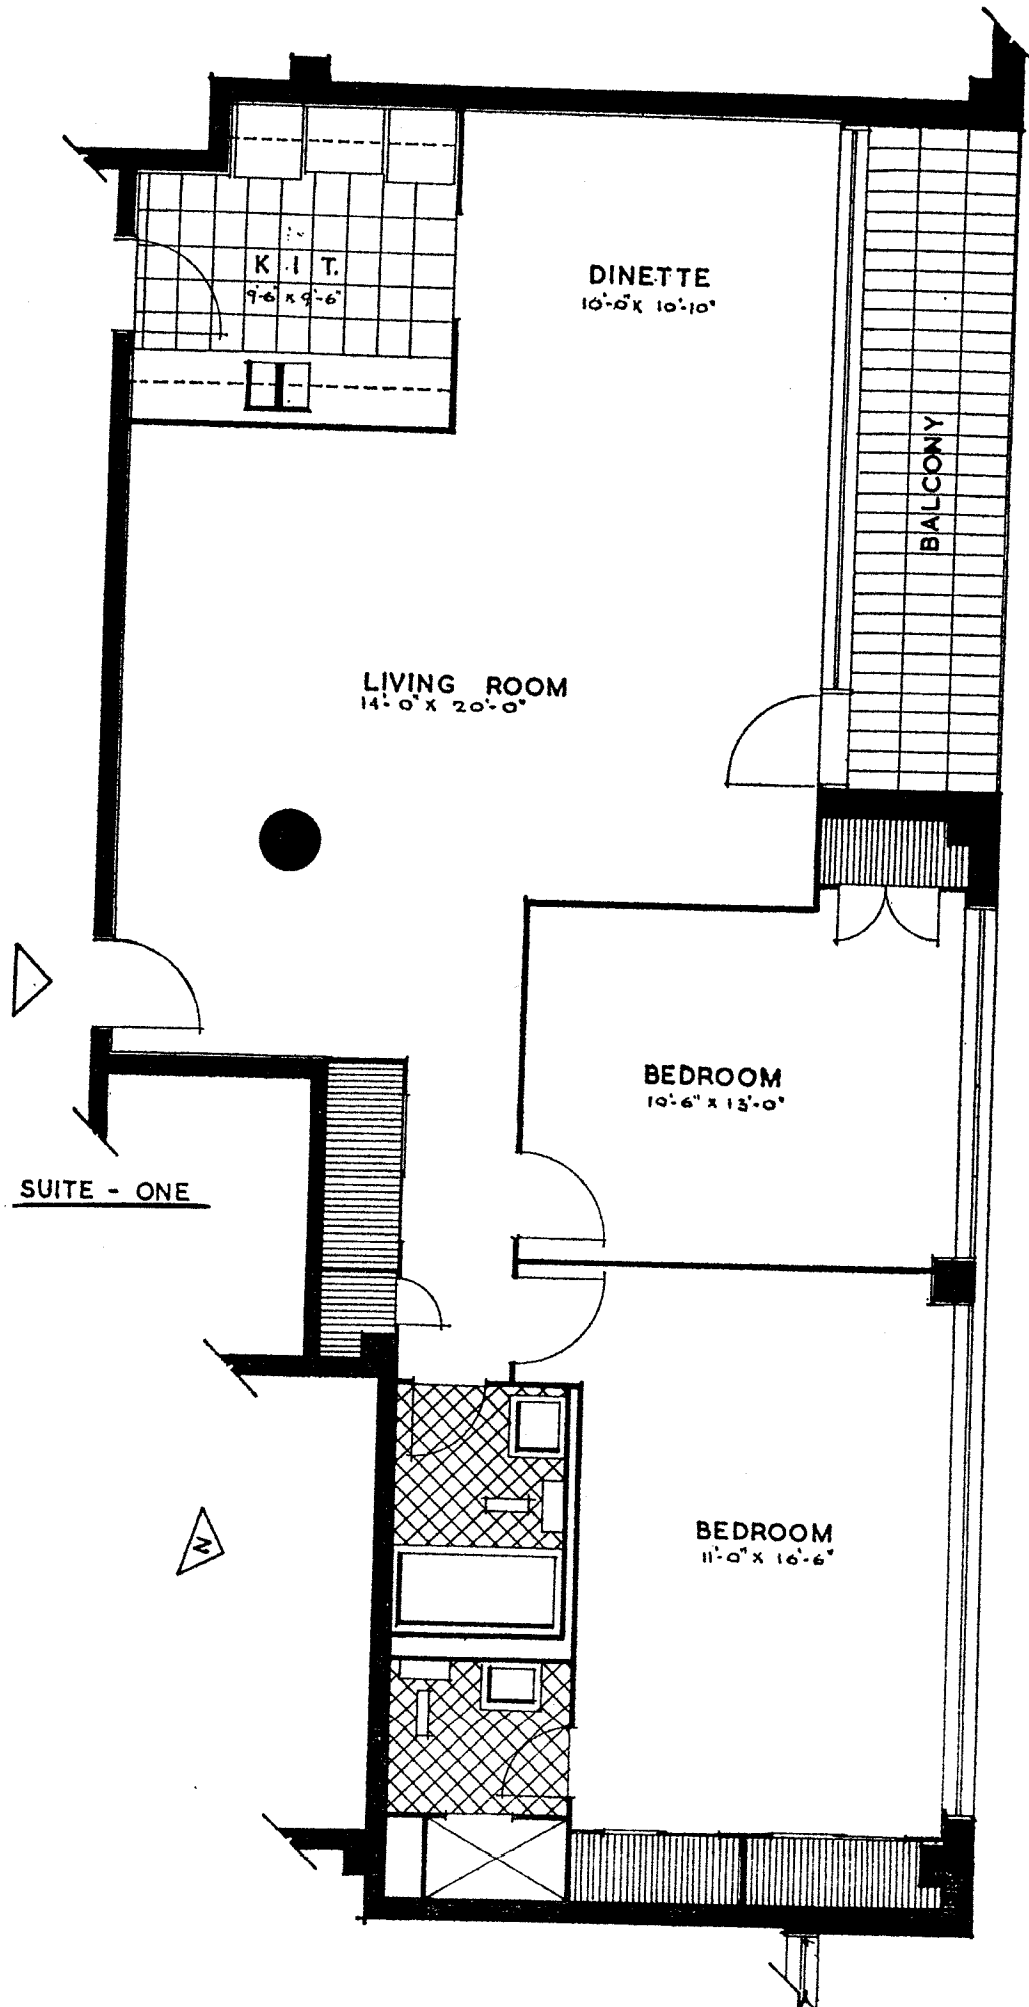 K I T.
9'-6" x 9'-6"
DINETTE
10'-0" X 10'-10"
BALCONY
LIVING ROOM
14'-0" X 20'-0"
BEDROOM
10'-6" X 13'-0"
SUITE - ONE
N
BEDROOM
11'-0" X 16'-6"